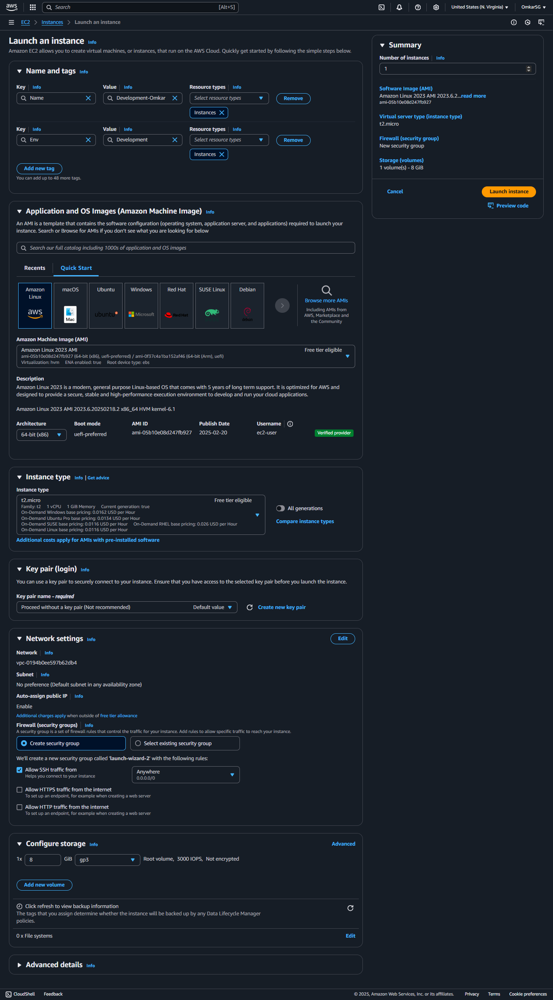 aws
Search [Alt+S]
United States (N. Virginia) OmkarSG
EC2 Instances Launch an instance
Launch an instance Info
Amazon EC2 allows you to create virtual machines, or instances, that run on the AWS Cloud. Quickly get started by following the simple steps below.
Name and tags Info
Key Info Value Info Resource types Info
Name Development-Omkar Select resource types Remove
Instances
Key Info Value Info Resource types Info
Env Development Select resource types Remove
Instances
Add new tag
You can add up to 48 more tags.
Application and OS Images (Amazon Machine Image) Info
An AMI is a template that contains the software configuration (operating system, application server, and applications) required to launch your
instance. Search or Browse for AMIs if you don't see what you are looking for below
Search our full catalog including 1000s of application and OS images
Recents Quick Start
Amazon
Linux
aws
macOS
Mac
Ubuntu
ubuntu
Windows
Microsoft
Red Hat
Red Hat
SUSE Linux
Debian
debian
Browse more AMIs
Including AMIs from
AWS, Marketplace and
the Community
Amazon Machine Image (AMI)
Amazon Linux 2023 AMI Free tier eligible
ami-05b10e08d247fb927 (64-bit (x86), uefi-preferred) / ami-0f37c4a1ba152af46 (64-bit (Arm), uefi)
Virtualization: hvm ENA enabled: true Root device type: ebs
Description
Amazon Linux 2023 is a modern, general purpose Linux-based OS that comes with 5 years of long term support. It is optimized for AWS and
designed to provide a secure, stable and high-performance execution environment to develop and run your cloud applications.
Amazon Linux 2023 AMI 2023.6.20250218.2 x86_64 HVM kernel-6.1
Architecture Boot mode AMI ID Publish Date Username
64-bit (x86) uefi-preferred ami-05b10e08d247fb927 2025-02-20 ec2-user Verified provider
Instance type Info | Get advice
Instance type
t2.micro Free tier eligible
Family: t2 1 vCPU 1 GiB Memory Current generation: true
On-Demand Windows base pricing: 0.0162 USD per Hour
On-Demand Ubuntu Pro base pricing: 0.0134 USD per Hour
On-Demand SUSE base pricing: 0.0116 USD per Hour On-Demand RHEL base pricing: 0.026 USD per Hour
On-Demand Linux base pricing: 0.0116 USD per Hour
All generations
Compare instance types
Additional costs apply for AMIs with pre-installed software
Key pair (login) Info
You can use a key pair to securely connect to your instance. Ensure that you have access to the selected key pair before you launch the instance.
Key pair name - required
Proceed without a key pair (Not recommended) Default value Create new key pair
Network settings Info Edit
Network Info
vpc-0194b0ee597b62db4
Subnet Info
No preference (Default subnet in any availability zone)
Auto-assign public IP Info
Enable
Additional charges apply when outside of free tier allowance
Firewall (security groups) Info
A security group is a set of firewall rules that control the traffic for your instance. Add rules to allow specific traffic to reach your instance.
Create security group Select existing security group
We'll create a new security group called 'launch-wizard-2' with the following rules:
Allow SSH traffic from
Helps you connect to your instance
Anywhere
0.0.0.0/0
Allow HTTPS traffic from the internet
To set up an endpoint, for example when creating a web server
Allow HTTP traffic from the internet
To set up an endpoint, for example when creating a web server
Configure storage Info Advanced
1x 8 GiB gp3 Root volume, 3000 IOPS, Not encrypted
Add new volume
Click refresh to view backup information
The tags that you assign determine whether the instance will be backed up by any Data Lifecycle Manager
policies.
0 x File systems Edit
Advanced details Info
Summary
Number of instances Info
1
Software Image (AMI)
Amazon Linux 2023 AMI 2023.6.2...read more
ami-05b10e08d247fb927
Virtual server type (instance type)
t2.micro
Firewall (security group)
New security group
Storage (volumes)
1 volume(s) - 8 GiB
Cancel Launch instance
Preview code
CloudShell Feedback © 2025, Amazon Web Services, Inc. or its affiliates. Privacy Terms Cookie preferences